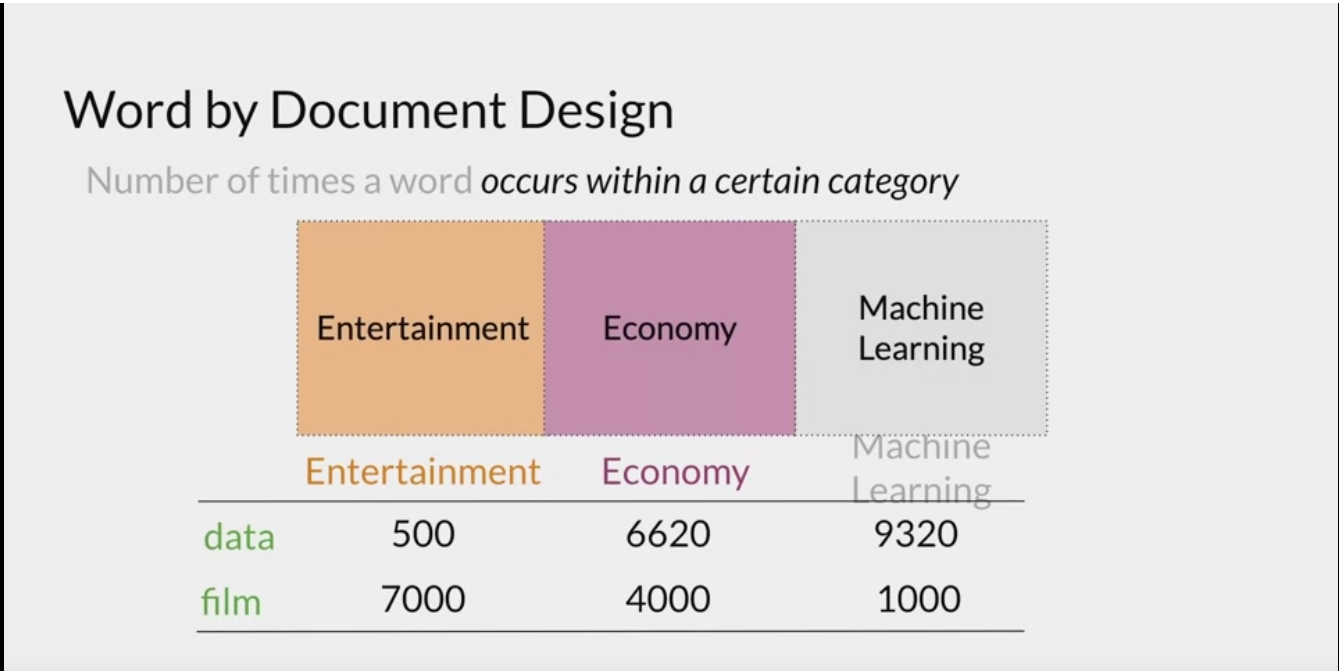 Word by Document Design
Number of times a word occurs within a certain category
Entertainment Economy Machine
Learning
Entertainment Economy Machine
Learning
data 500 6620 9320
film 7000 4000 1000